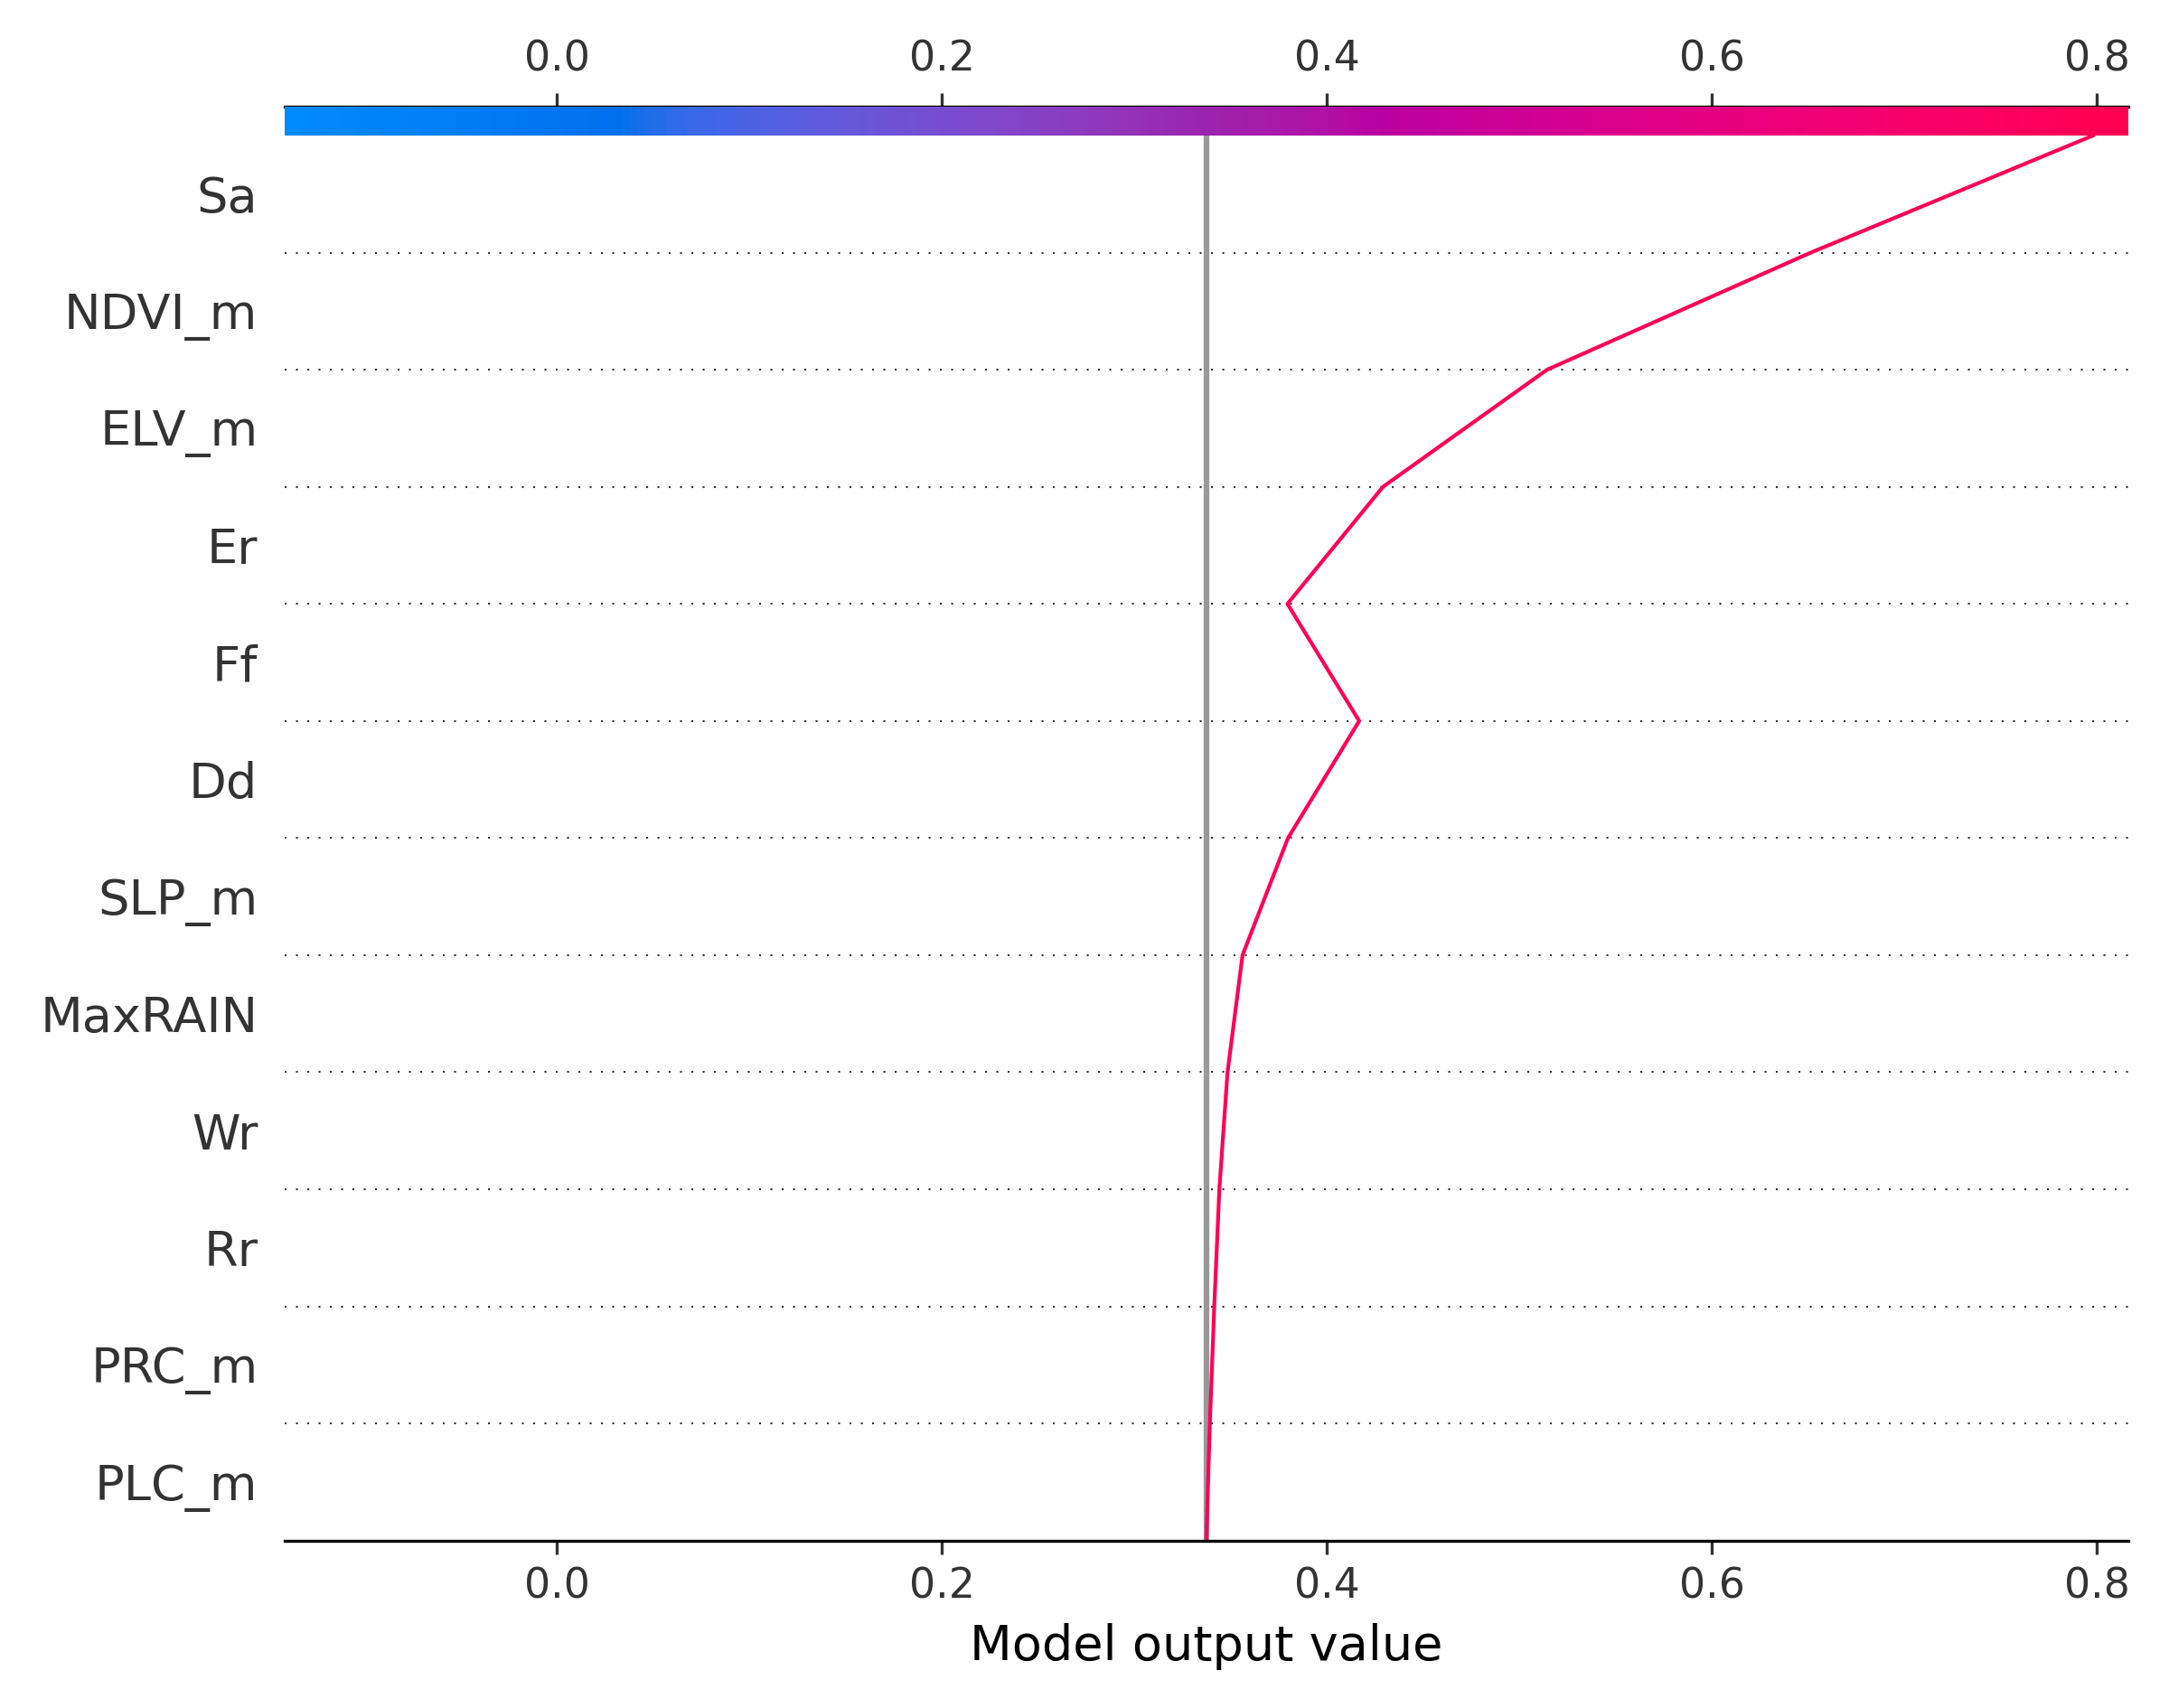 0.0 0.2 0.4 0.6 0.8
Sa
NDVI_m
ELV_m
Er
Ff
Dd
SLP_m
MaxRAIN
Wr
Rr
PRC_m
PLC_m
0.0 0.2 0.4 0.6 0.8
Model output value